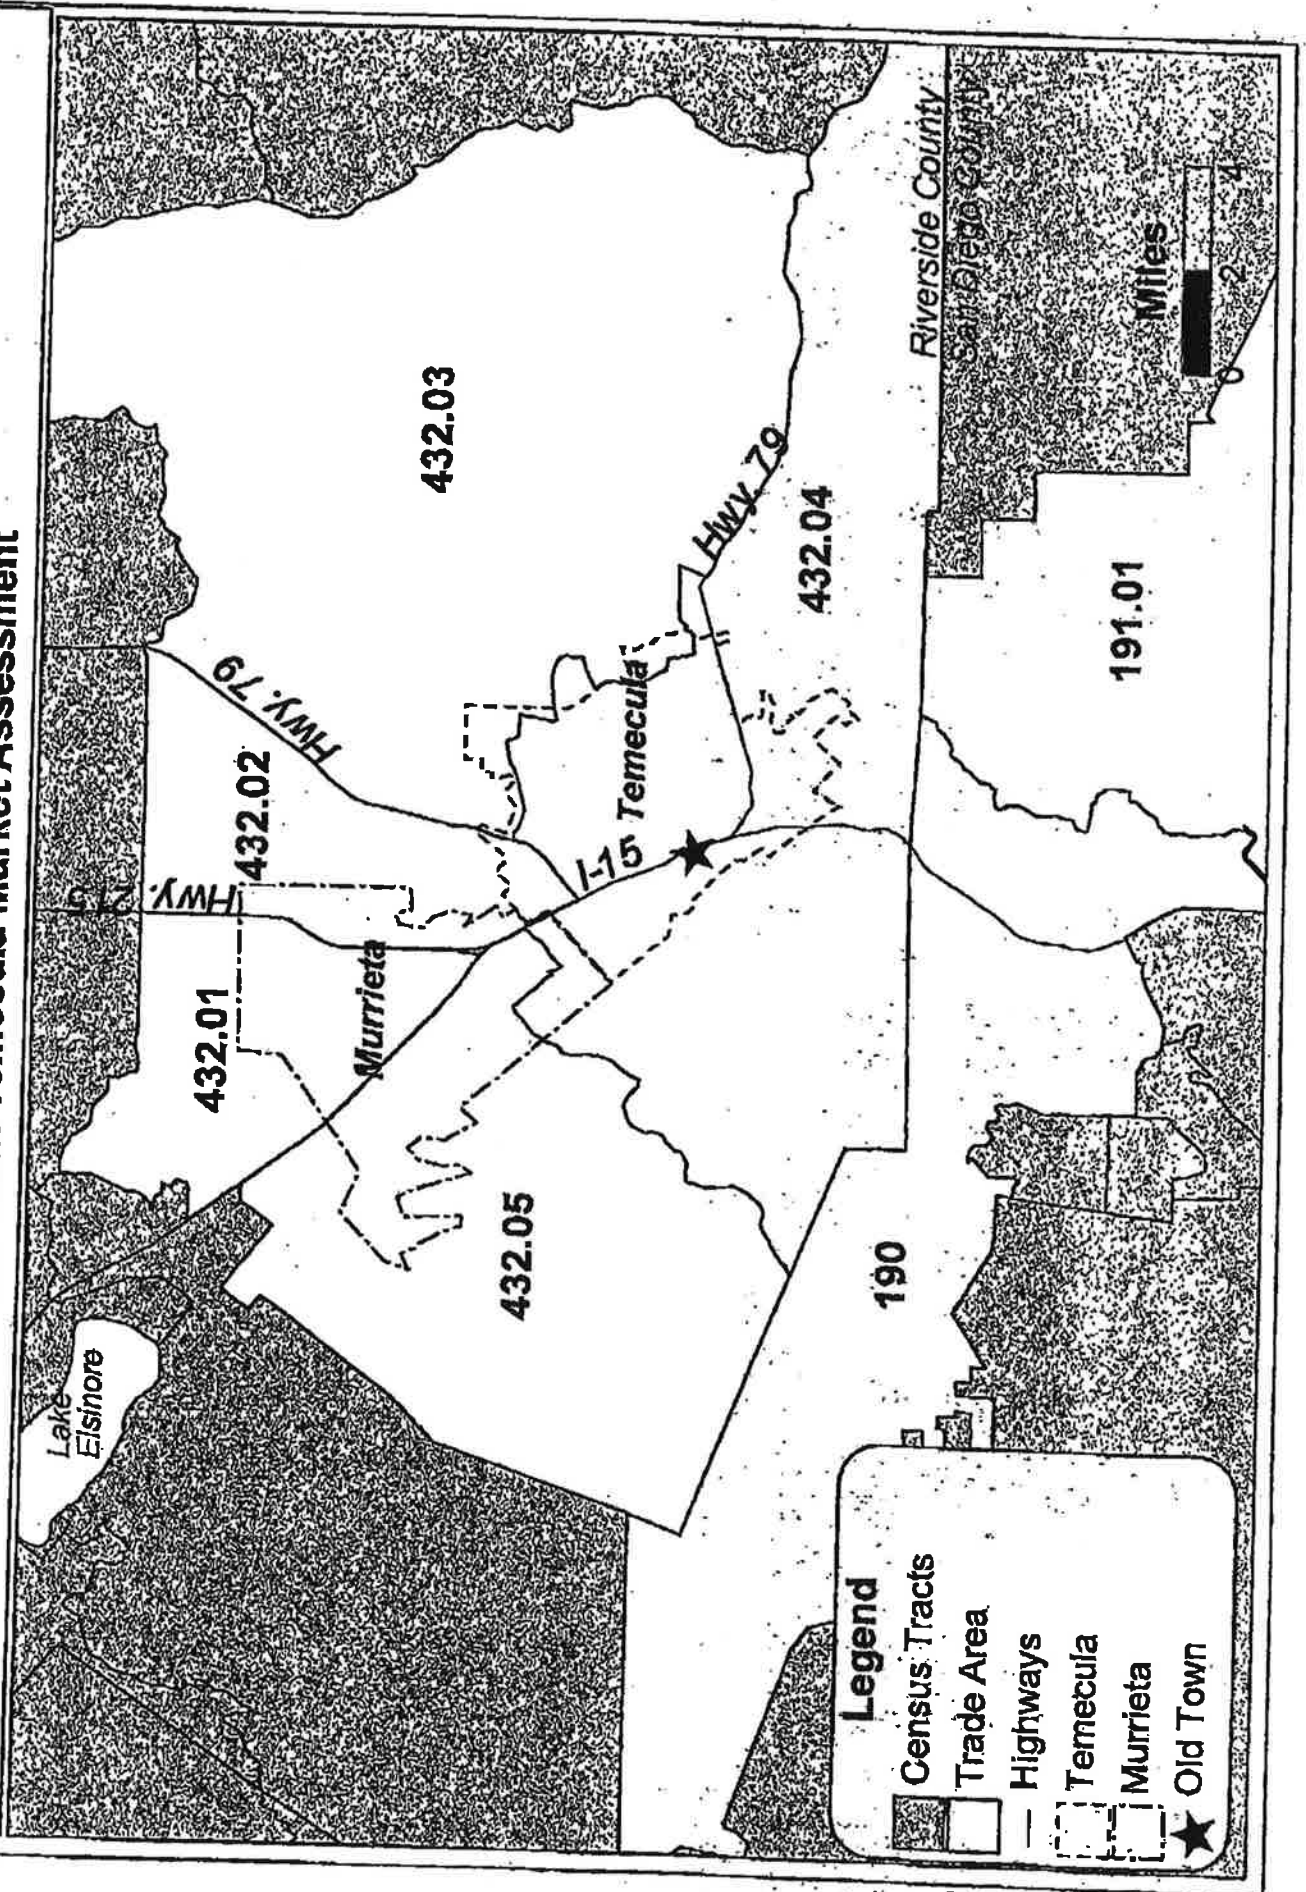 Temecula Market Assessment
Lake
Elsinore
Hwy.
215
Hwy. 79
432.01
432.02
432.03
Murrieta
I-15
Temecula
Hwy. 79
432.05
432.04
Riverside County
San Diego County
190
191.01
Miles
0 2 4
Legend
Census Tracts
Trade Area
Highways
Temecula
Murrieta
Old Town